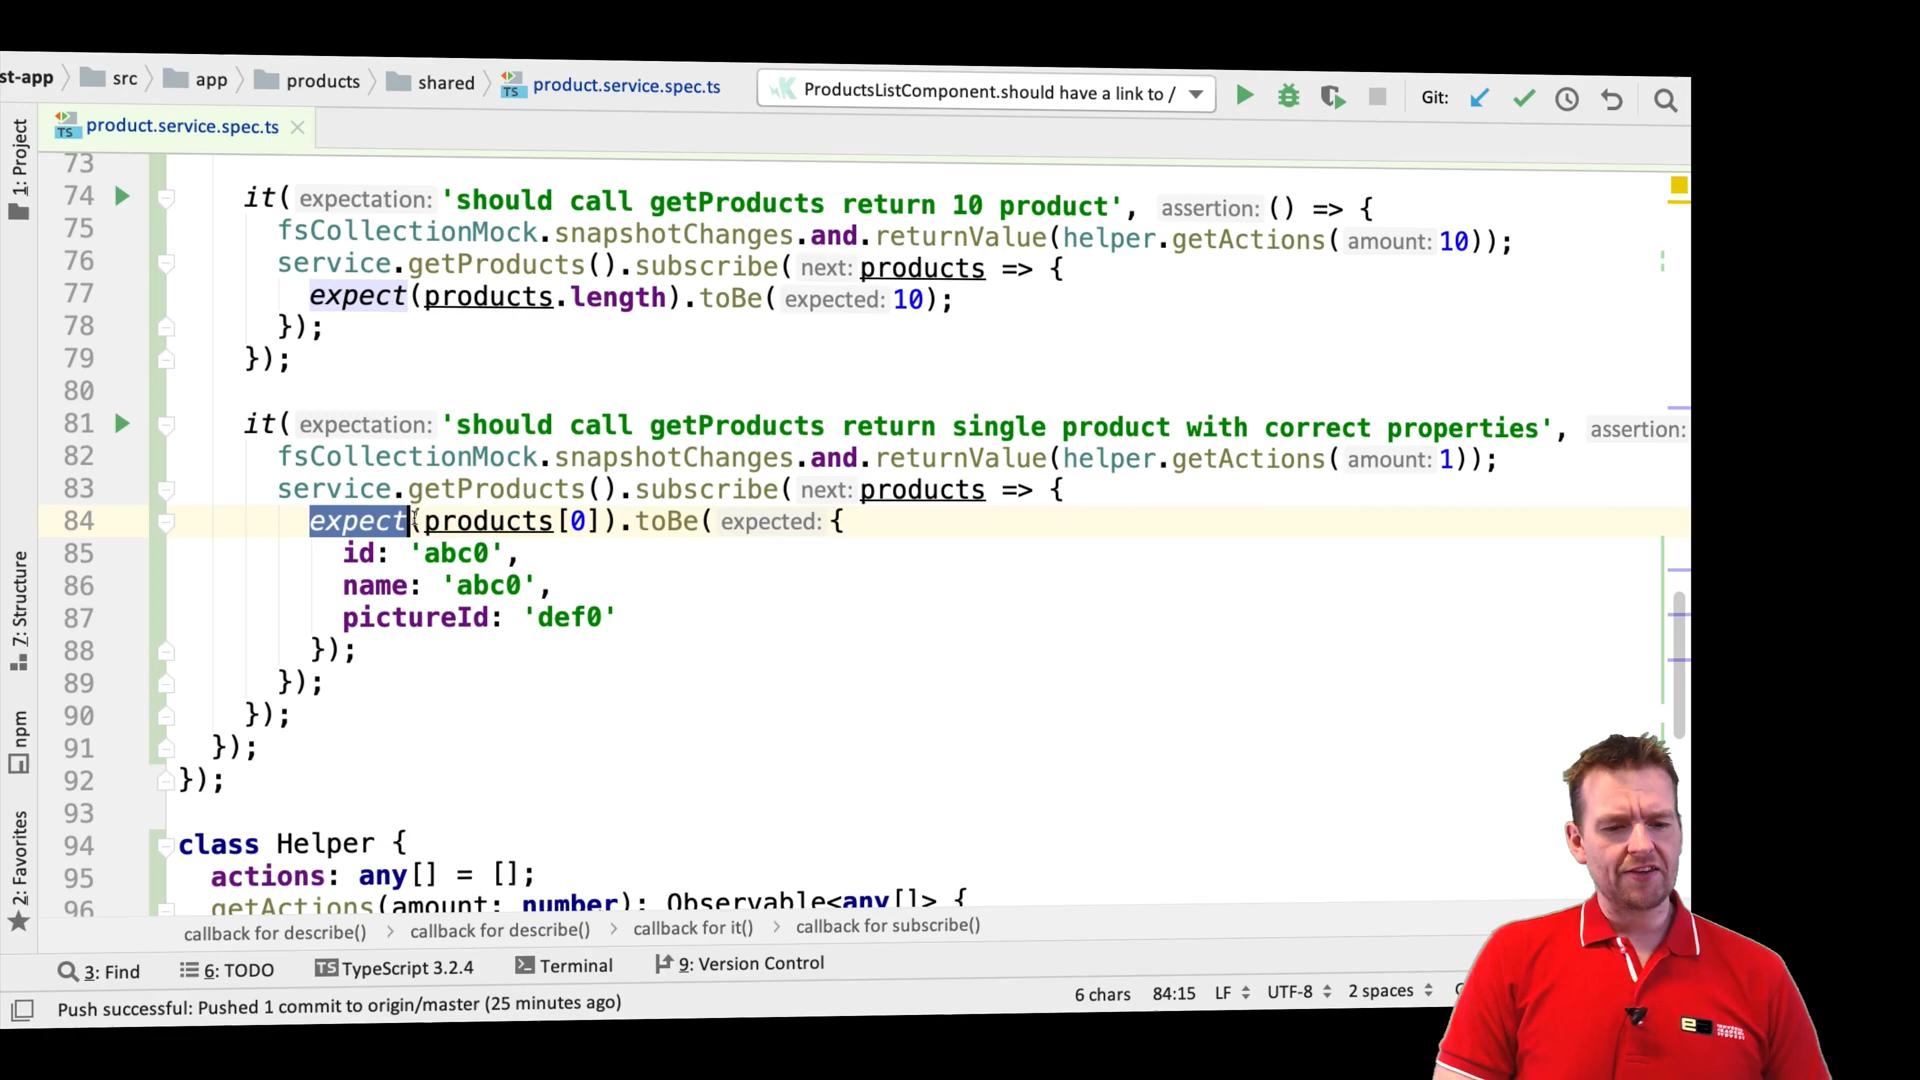 st-app src app products shared product.service.spec.ts ProductsListComponent.should have a link to / Git:
product.service.spec.ts
73
74 it( expectation: 'should call getProducts return 10 product', assertion: () => {
75 fsCollectionMock.snapshotChanges.and.returnValue(helper.getActions( amount: 10));
76 service.getProducts().subscribe( next: products => {
77 expect(products.length).toBe( expected: 10);
78 });
79 });
80
81 it( expectation: 'should call getProducts return single product with correct properties', assertion:
82 fsCollectionMock.snapshotChanges.and.returnValue(helper.getActions( amount: 1));
83 service.getProducts().subscribe( next: products => {
84 expect(products[0]).toBe( expected: {
85 id: 'abc0',
86 name: 'abc0',
87 pictureId: 'def0'
88 });
89 });
90 });
91 });
92 });
93
94 class Helper {
95 actions: any[] = [];
96 getActions(amount: number): Observable<any[]> {
callback for describe() callback for describe() callback for it() callback for subscribe()
3: Find 6: TODO TypeScript 3.2.4 Terminal 9: Version Control
Push successful: Pushed 1 commit to origin/master (25 minutes ago) 6 chars 84:15 LF UTF-8 2 spaces
1: Project
7: Structure
npm
2: Favorites